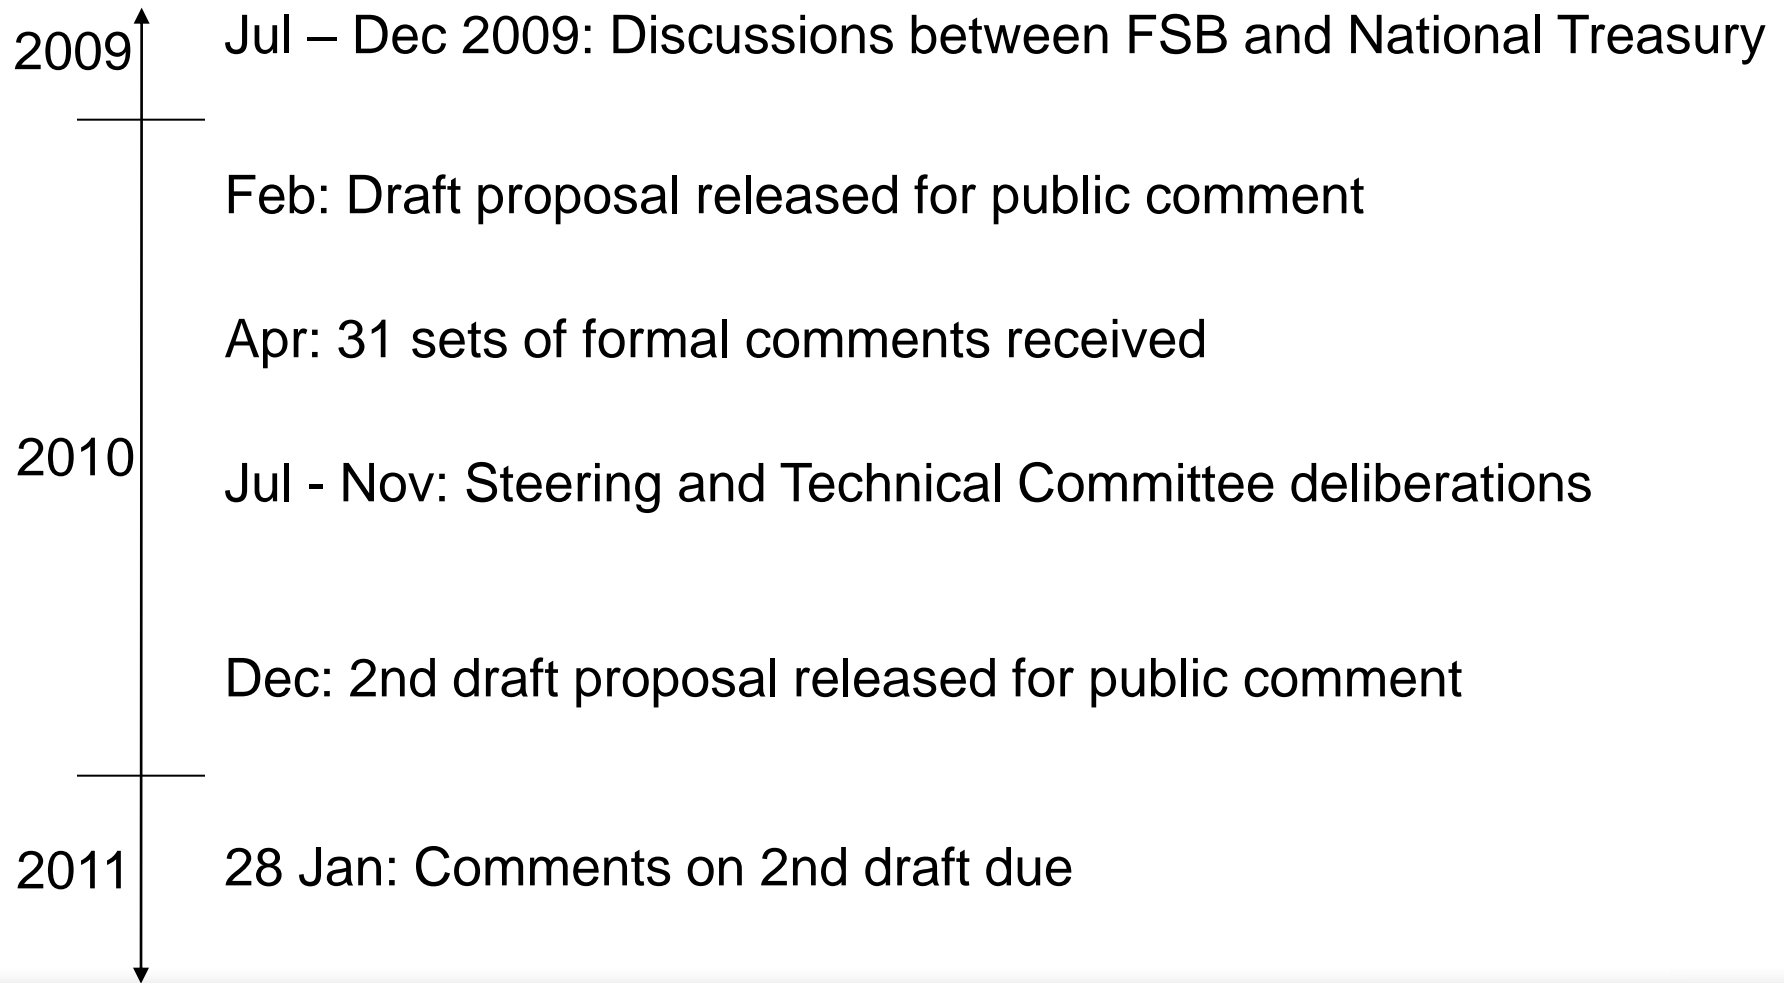 2009
Jul – Dec 2009: Discussions between FSB and National Treasury
Feb: Draft proposal released for public comment
Apr: 31 sets of formal comments received
2010
Jul - Nov: Steering and Technical Committee deliberations
Dec: 2nd draft proposal released for public comment
2011
28 Jan: Comments on 2nd draft due